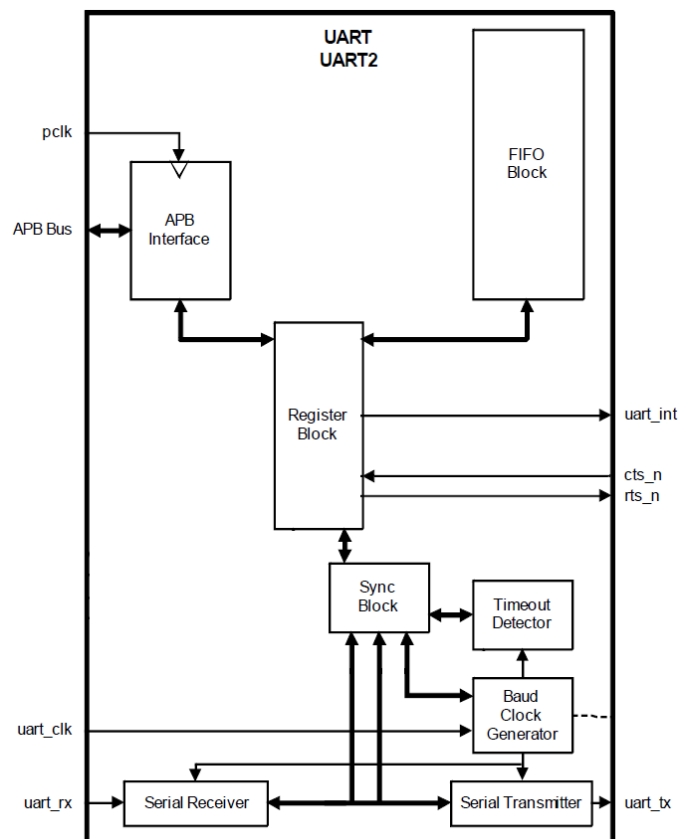 UART
UART2
pclk
FIFO
Block
APB Bus
APB
Interface
Register
Block
uart_int
cts_n
rts_n
Sync
Block
Timeout
Detector
Baud
Clock
Generator
uart_clk
uart_rx
Serial Receiver
Serial Transmitter
uart_tx